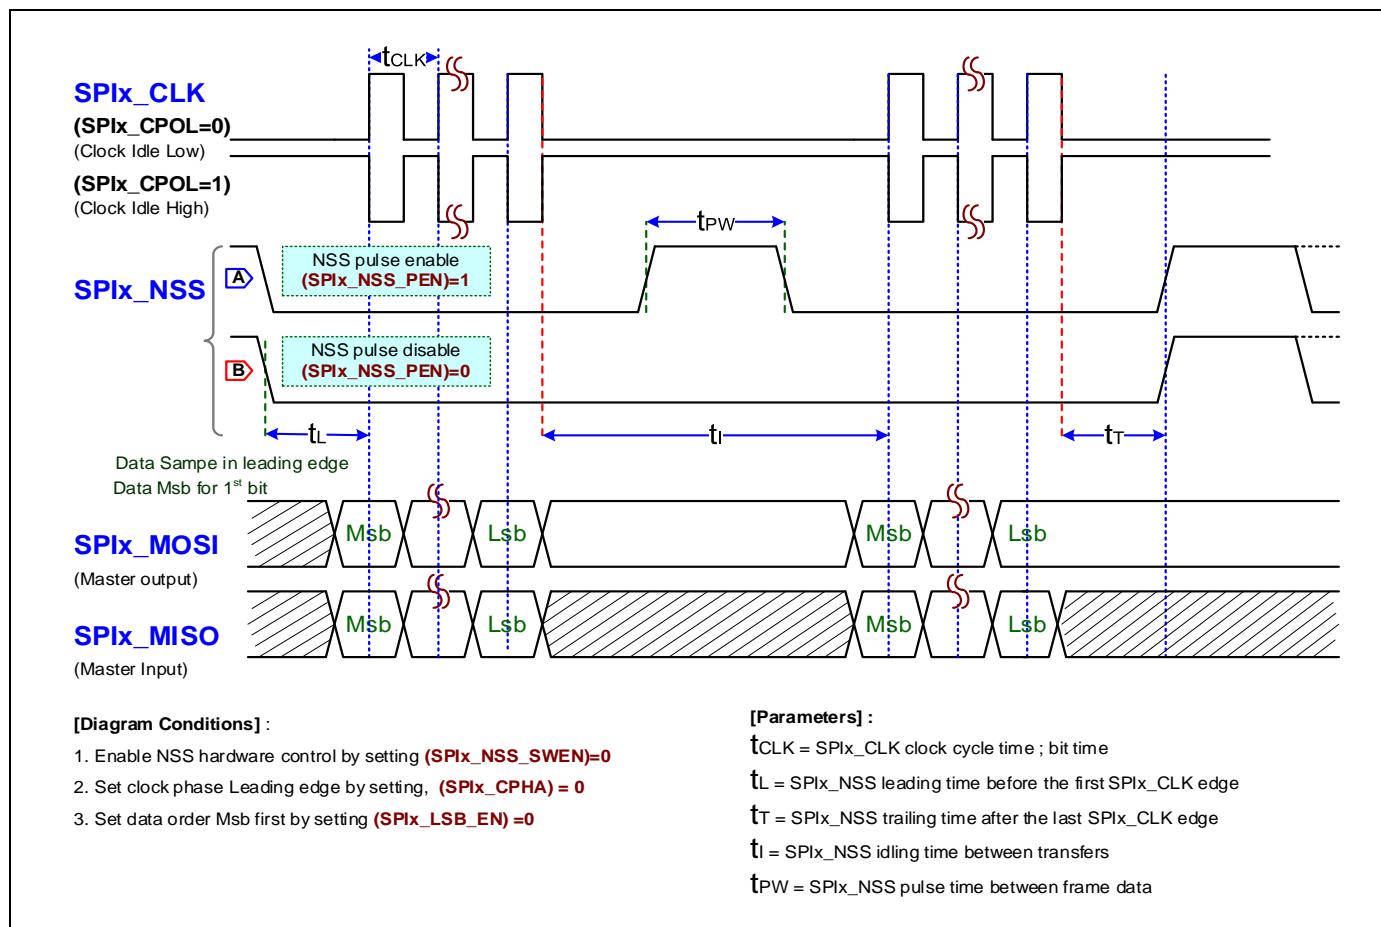 tCLK
SPIx_CLK
(SPIx_CPOL=0)
(Clock Idle Low)
(SPIx_CPOL=1)
(Clock Idle High)
tPW
SPIx_NSS
A
NSS pulse enable
(SPIx_NSS_PEN)=1
B
NSS pulse disable
(SPIx_NSS_PEN)=0
tL
tI
tT
Data Sampe in leading edge
Data Msb for 1st bit
SPIx_MOSI
(Master output)
Msb
Lsb
Msb
Lsb
SPIx_MISO
(Master Input)
Msb
Lsb
Msb
Lsb
[Diagram Conditions] :
1. Enable NSS hardware control by setting (SPIx_NSS_SWEN)=0
2. Set clock phase Leading edge by setting, (SPIx_CPHA) = 0
3. Set data order Msb first by setting (SPIx_LSB_EN) =0
[Parameters] :
tCLK = SPIx_CLK clock cycle time ; bit time
tL = SPIx_NSS leading time before the first SPIx_CLK edge
tT = SPIx_NSS trailing time after the last SPIx_CLK edge
tI = SPIx_NSS idling time between transfers
tPW = SPIx_NSS pulse time between frame data